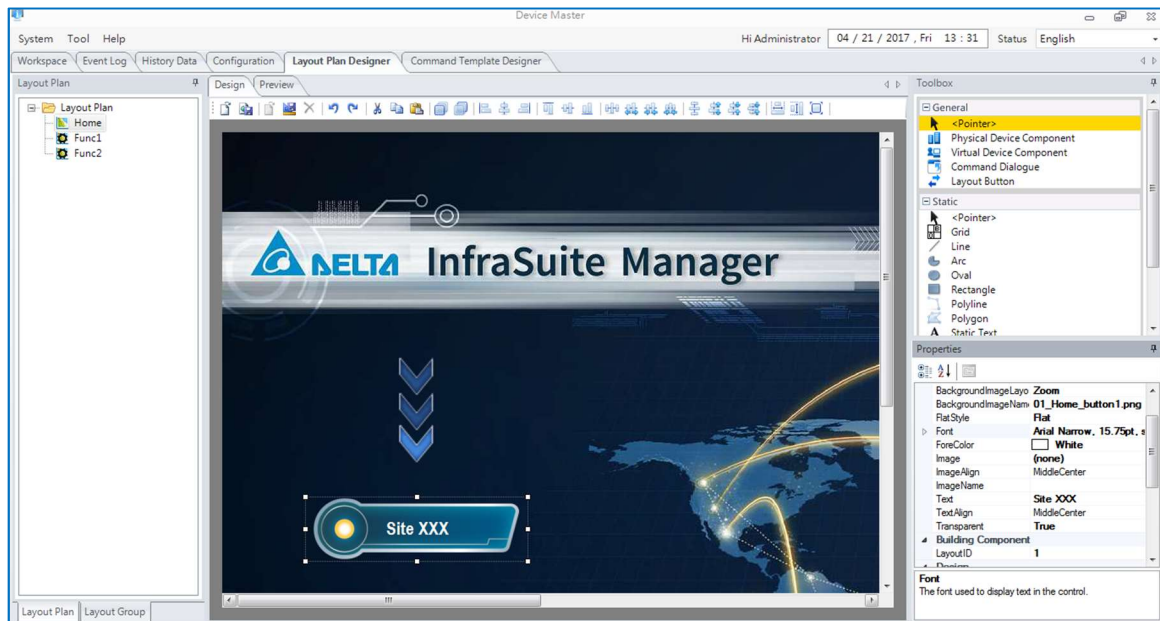 Device Master
System Tool Help
Hi Administrator 04 / 21 / 2017 , Fri 13 : 31 Status English
Workspace Event Log History Data Configuration Layout Plan Designer Command Template Designer
Layout Plan
Layout Plan
Home
Func1
Func2
Layout Plan Layout Group
Design Preview
DELTA InfraSuite Manager
Site XXX
Toolbox
General
<Pointer>
Physical Device Component
Virtual Device Component
Command Dialogue
Layout Button
Static
<Pointer>
Grid
Line
Arc
Oval
Rectangle
Polyline
Polygon
Static Text
Properties
BackgroundImageLayo Zoom
BackgroundImageName 01_Home_button1.png
FlatStyle Flat
Font Arial Narrow, 15.75pt, s
ForeColor White
Image (none)
ImageAlign MiddleCenter
ImageName
Text Site XXX
TextAlign MiddleCenter
Transparent True
Building Component
LayoutID 1
Design
Font
The font used to display text in the control.